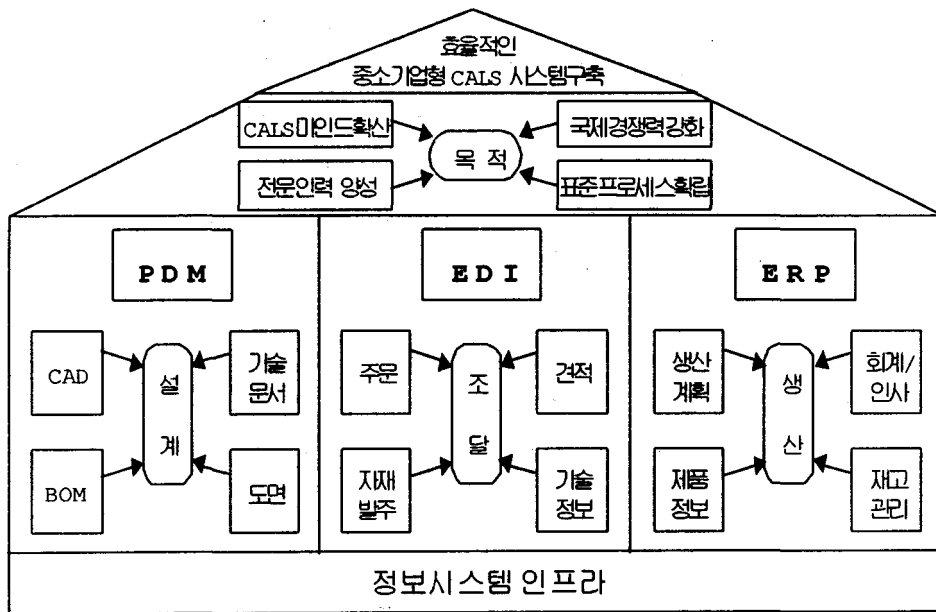 효율적인
중소기업형 CALS 시스템구축
CALS마인드확산
국제경쟁력강화
목 적
전문인력 양성
표준프로세스확립
PDM
EDI
ERP
CAD
설
계
기술
문서
BOM
도면
주문
조
달
견적
자재
발주
기술
정보
생산
계획
생
산
회계/
인사
제품
정보
재고
관리
정보시스템 인프라